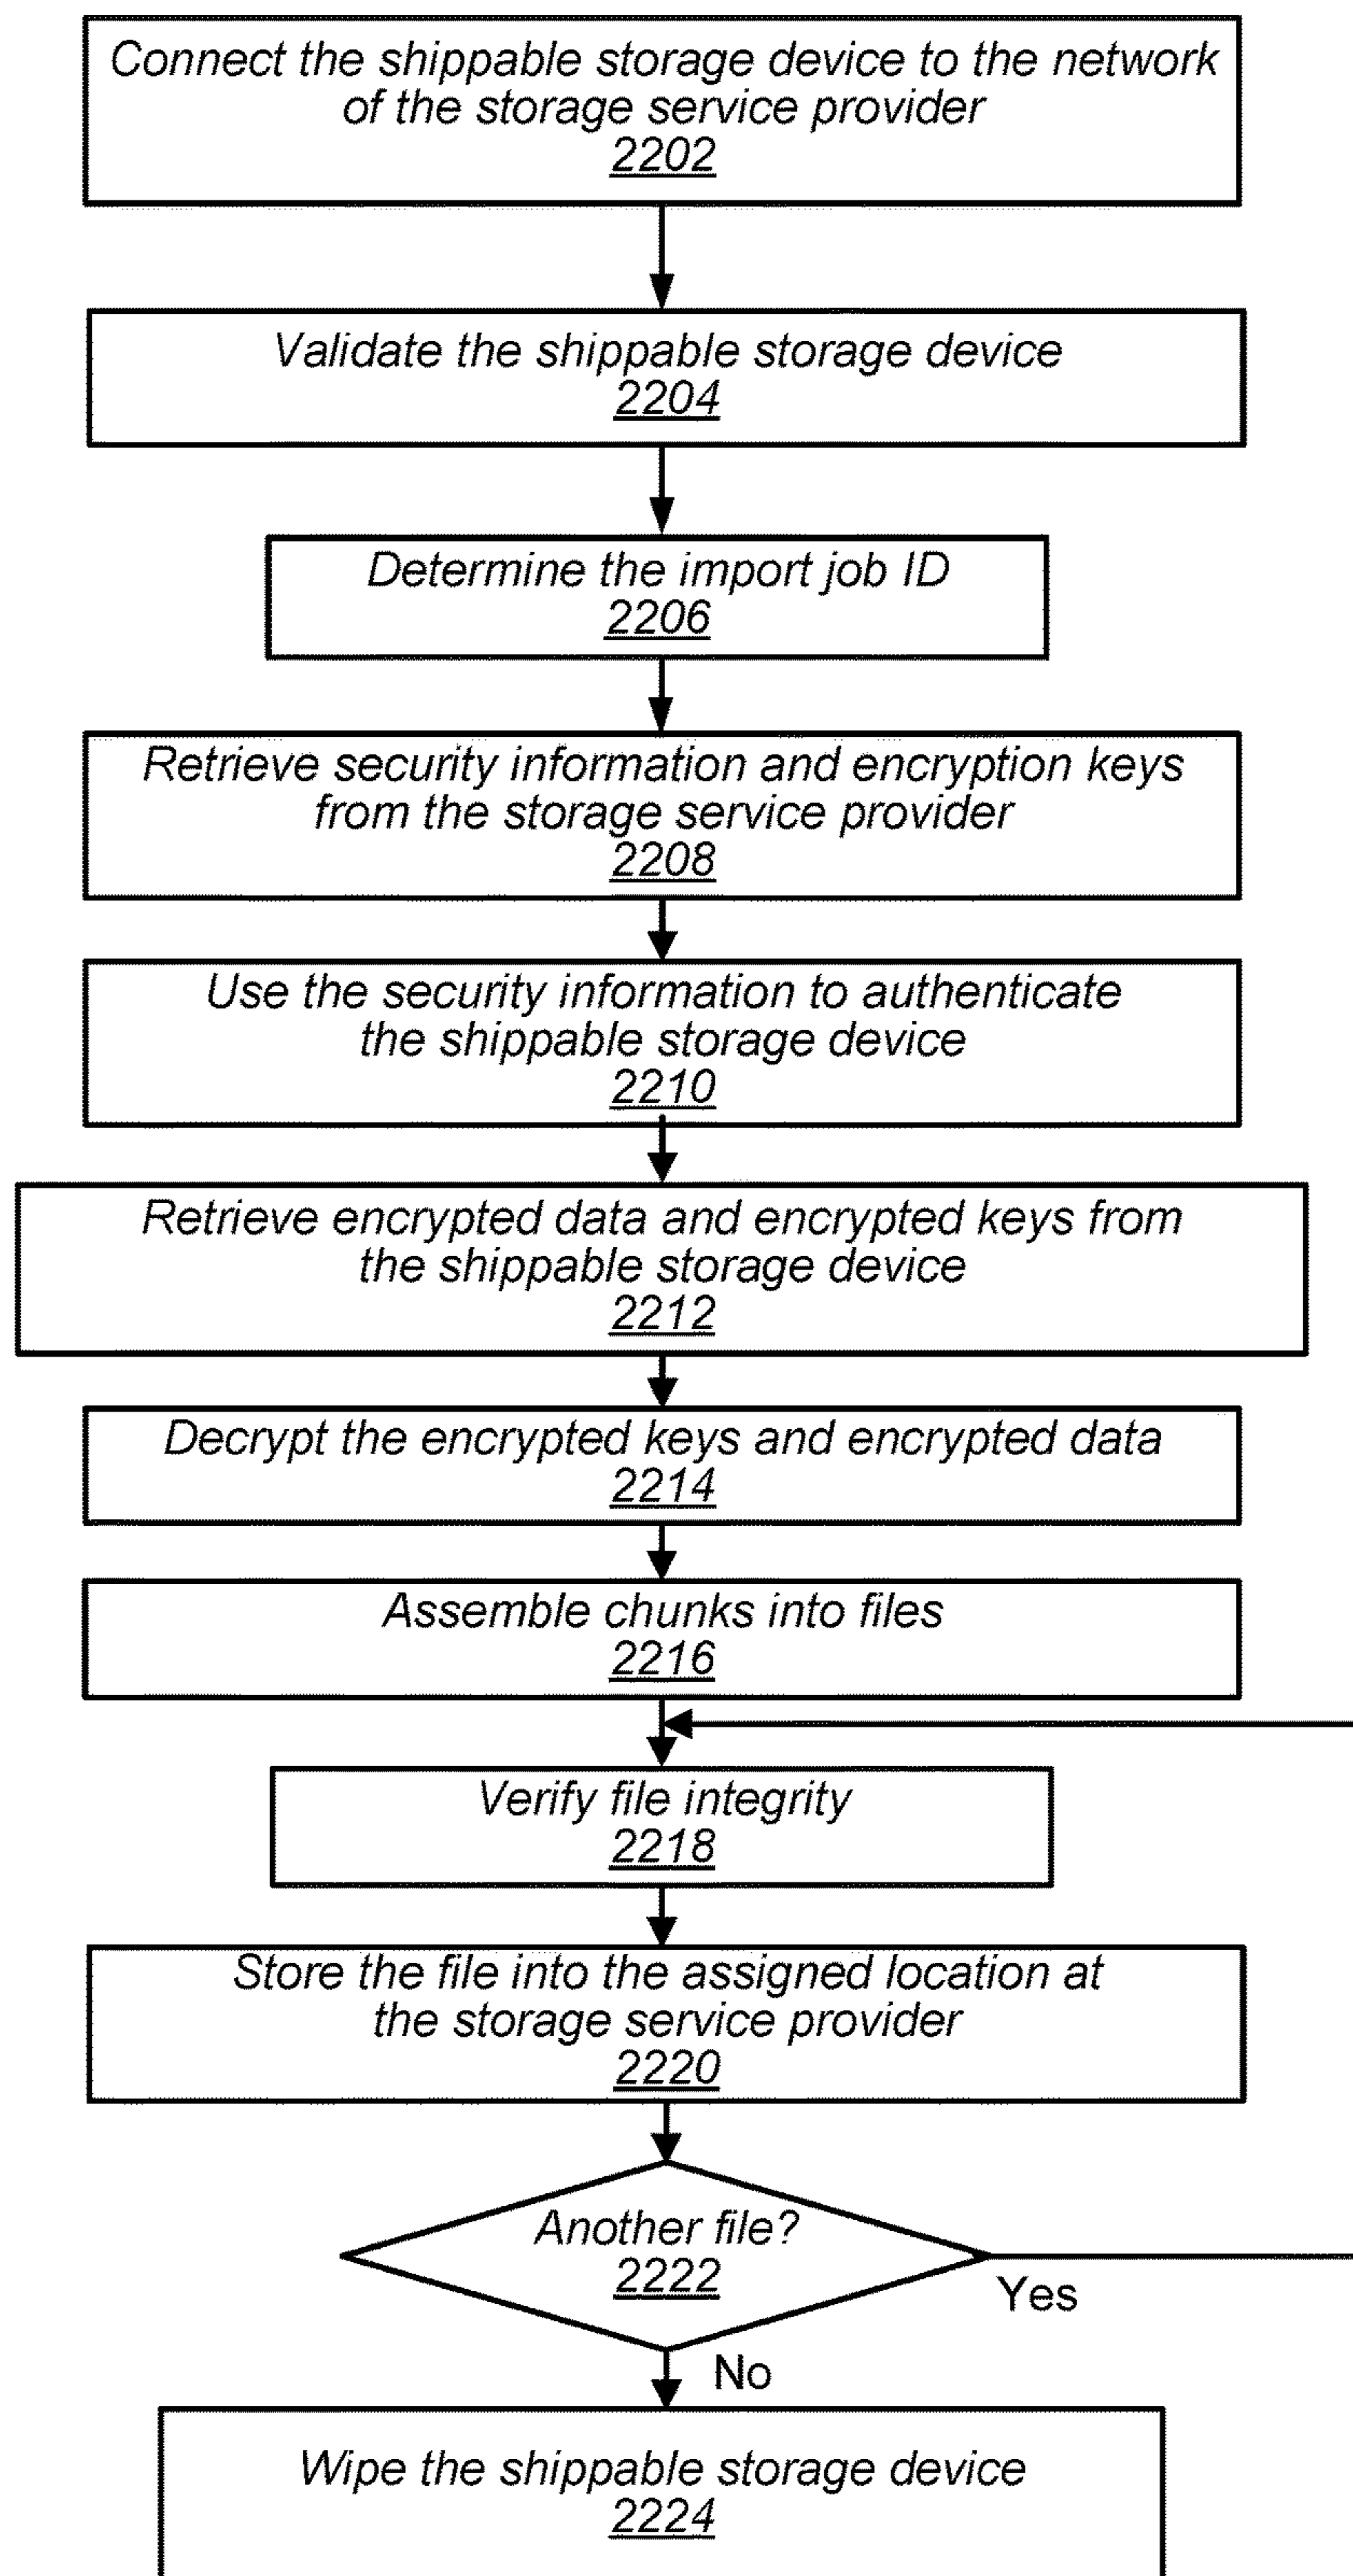 Connect the shippable storage device to the network
of the storage service provider
2202
Validate the shippable storage device
2204
Determine the import job ID
2206
Retrieve security information and encryption keys
from the storage service provider
2208
Use the security information to authenticate
the shippable storage device
2210
Retrieve encrypted data and encrypted keys from
the shippable storage device
2212
Decrypt the encrypted keys and encrypted data
2214
Assemble chunks into files
2216
Verify file integrity
2218
Store the file into the assigned location at
the storage service provider
2220
Another file?
2222
Yes
No
Wipe the shippable storage device
2224